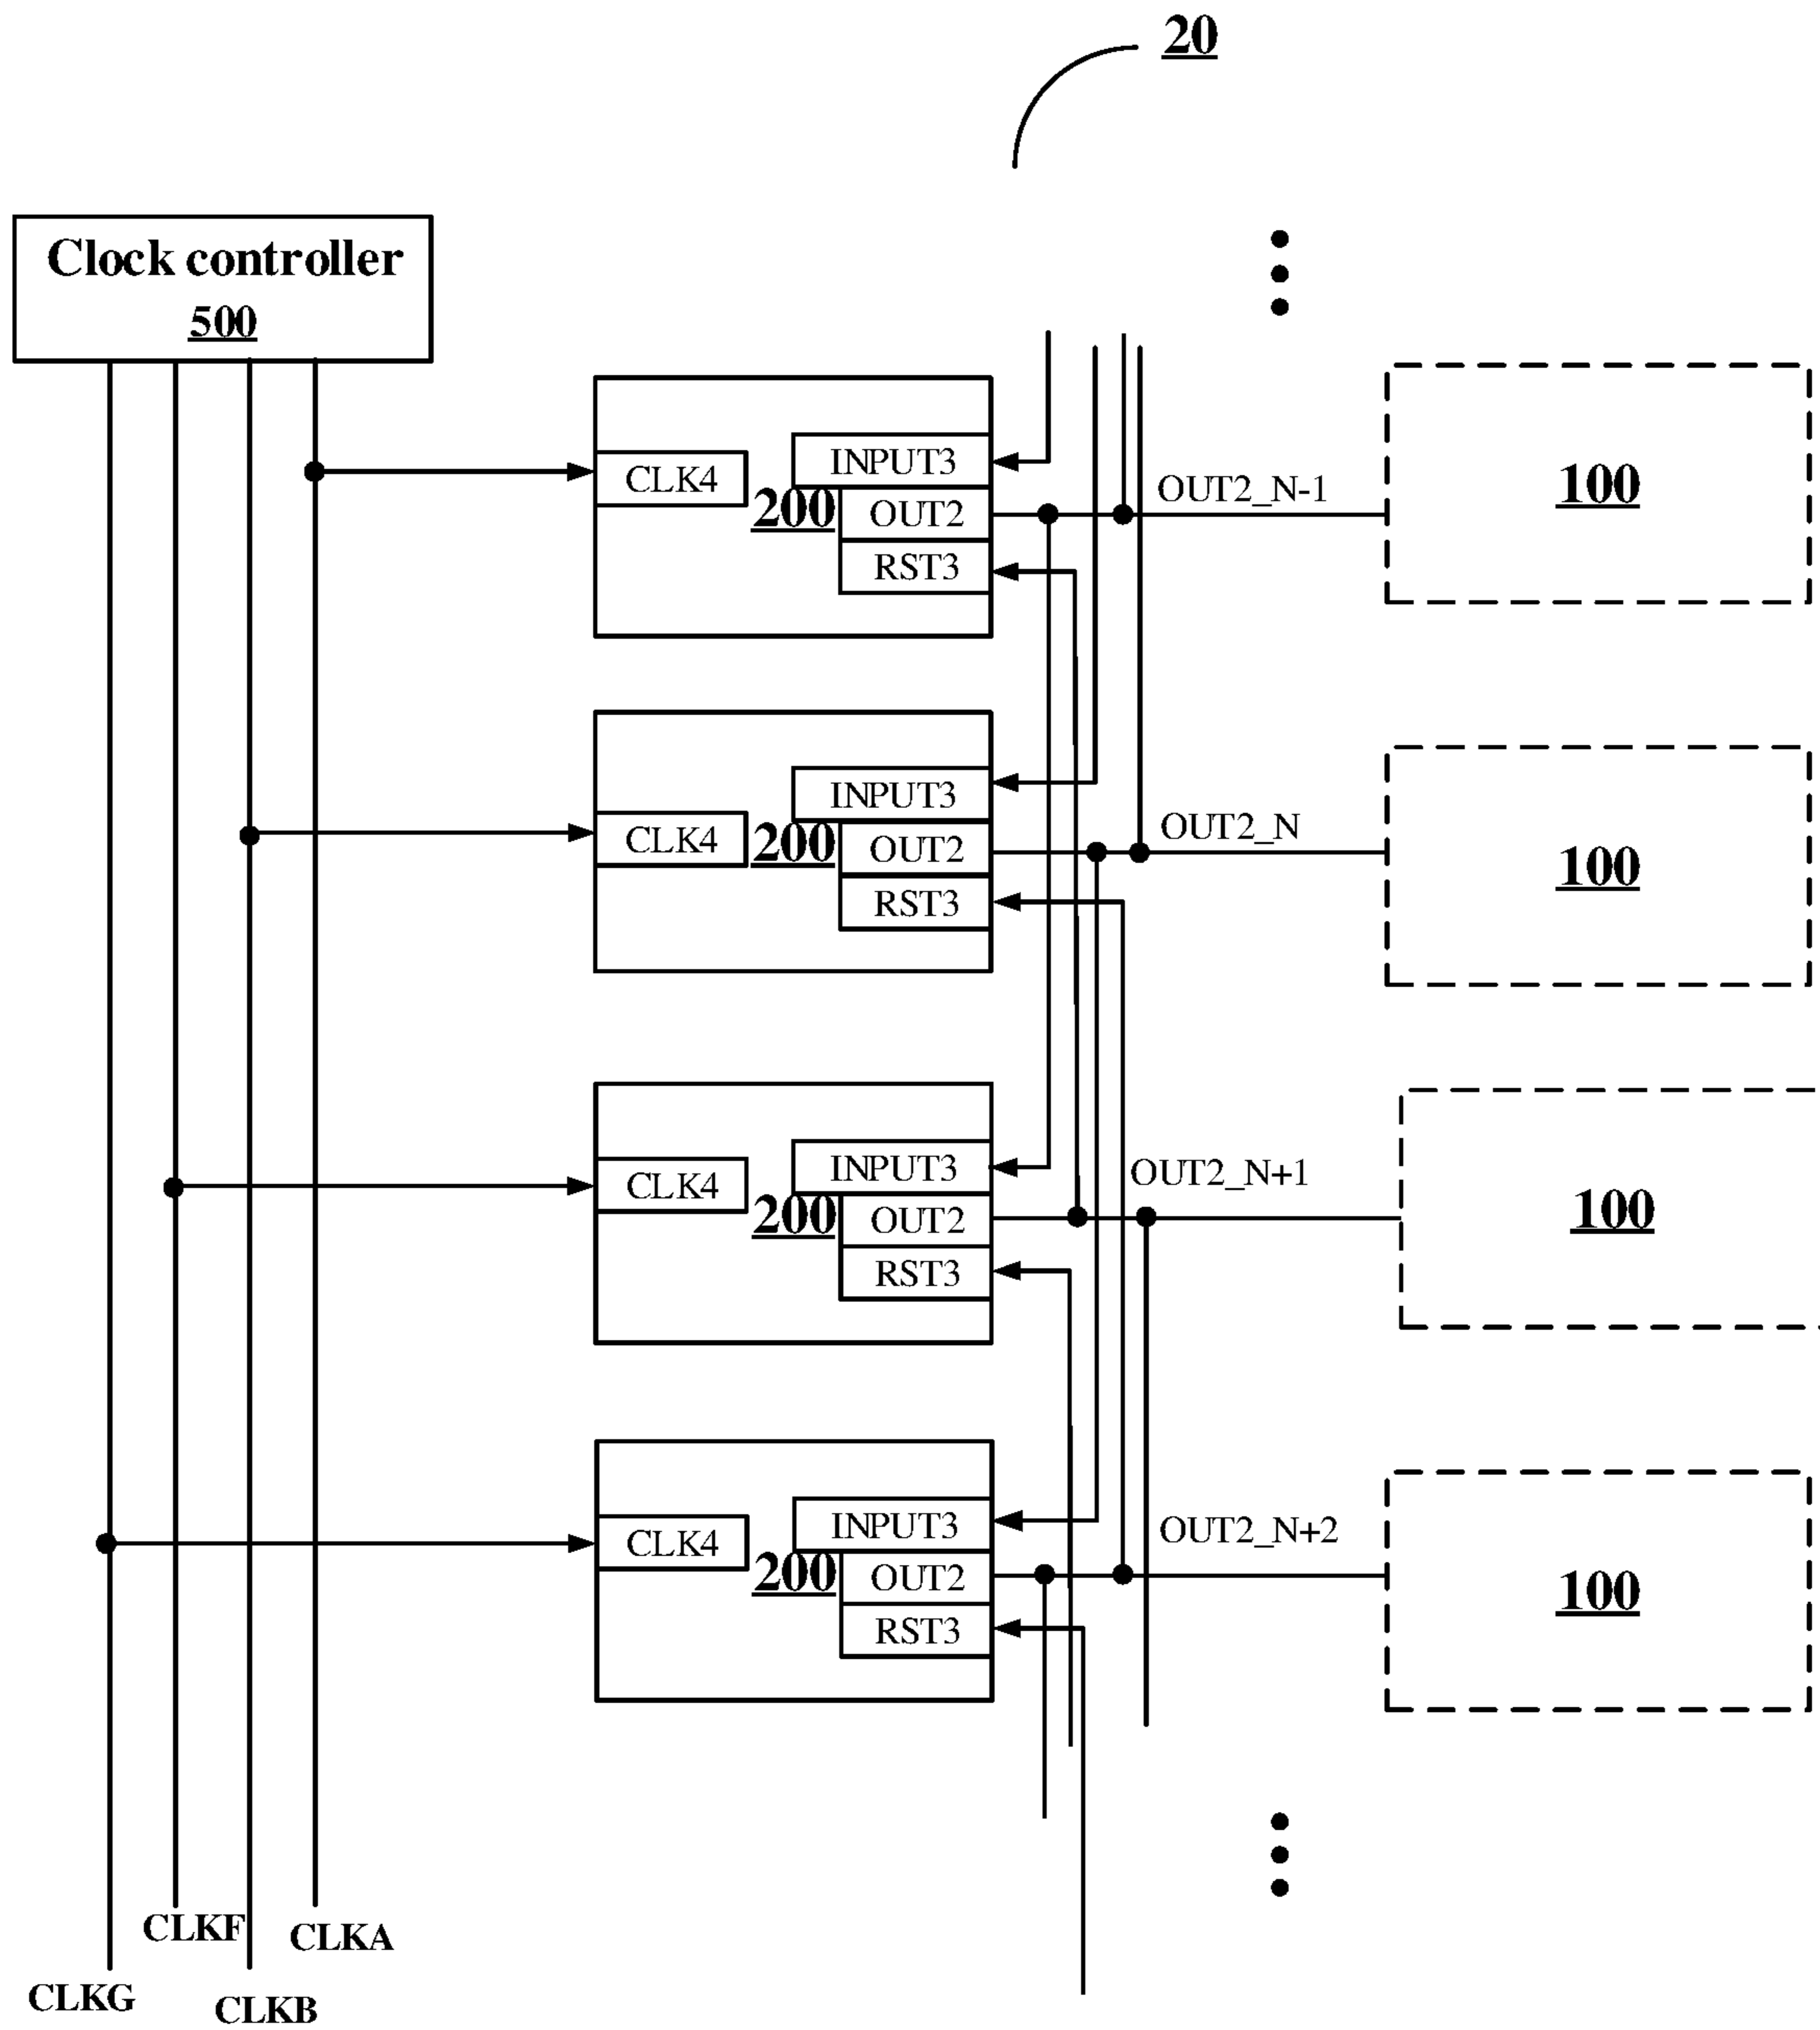 20
Clock controller
500
INPUT3
CLK4
200
OUT2
RST3
OUT2_N-1
100
INPUT3
CLK4
200
OUT2
RST3
OUT2_N
100
INPUT3
CLK4
200
OUT2
RST3
OUT2_N+1
100
INPUT3
CLK4
200
OUT2
RST3
OUT2_N+2
100
CLKF
CLKA
CLKG
CLKB